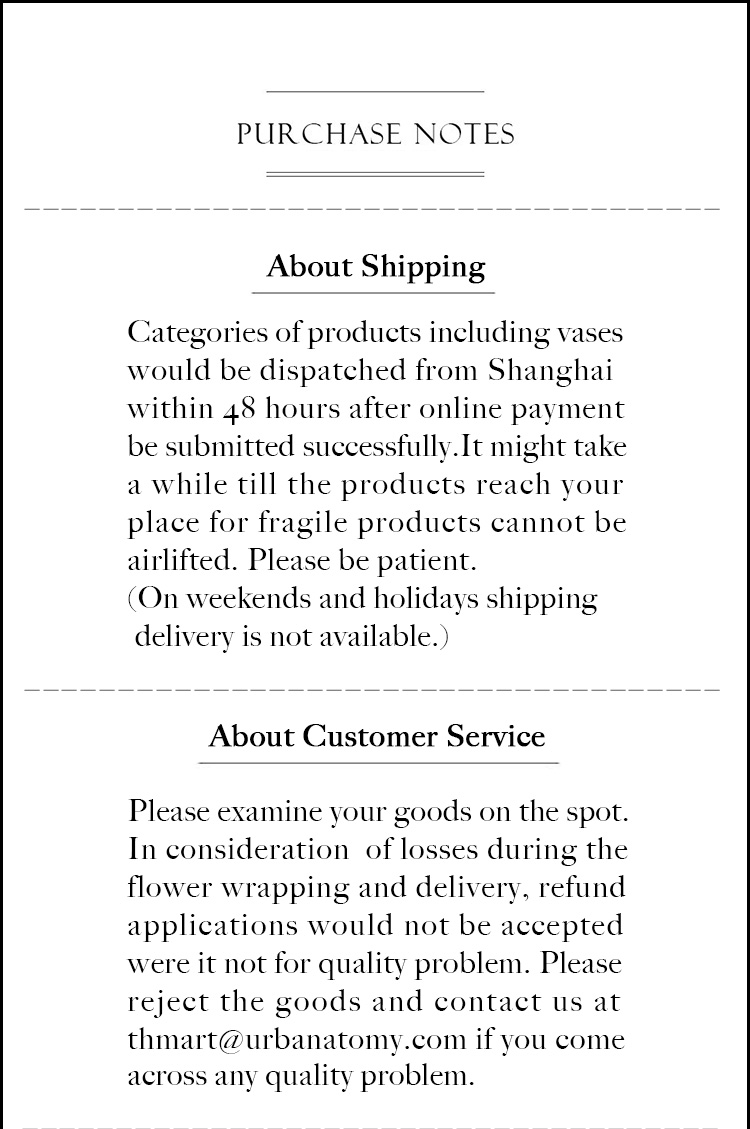 PURCHASE NOTES
About Shipping
Categories of products including vases
would be dispatched from Shanghai
within 48 hours after online payment
be submitted successfully.It might take
a while till the products reach your
place for fragile products cannot be
airlifted. Please be patient.
(On weekends and holidays shipping
delivery is not available.)
About Customer Service
Please examine your goods on the spot.
In consideration  of losses during the
flower wrapping and delivery, refund
applications would not be accepted
were it not for quality problem. Please
reject the goods and contact us at
thmart@urbanatomy.com if you come
across any quality problem.